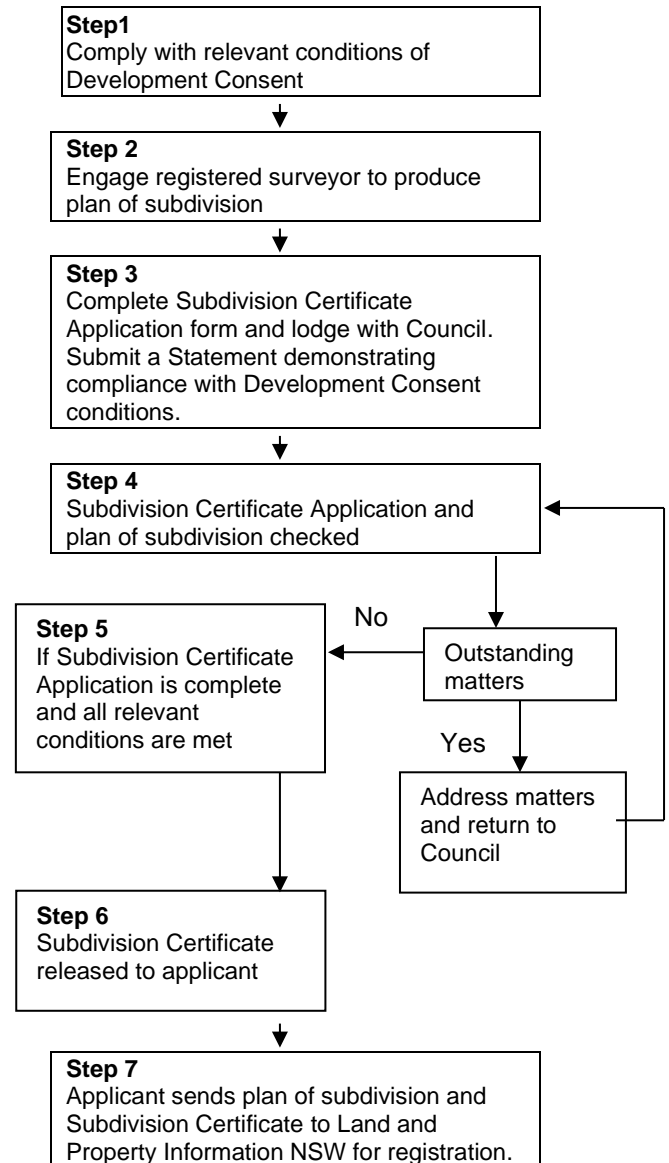 Step1
Comply with relevant conditions of
Development Consent
Step 2
Engage registered surveyor to produce
plan of subdivision
Step 3
Complete Subdivision Certificate
Application form and lodge with Council.
Submit a Statement demonstrating
compliance with Development Consent
conditions.
Step 4
Subdivision Certificate Application and
plan of subdivision checked
No
Outstanding
matters
Yes
Address matters
and return to
Council
Step 5
If Subdivision Certificate
Application is complete
and all relevant
conditions are met
Step 6
Subdivision Certificate
released to applicant
Step 7
Applicant sends plan of subdivision and
Subdivision Certificate to Land and
Property Information NSW for registration.